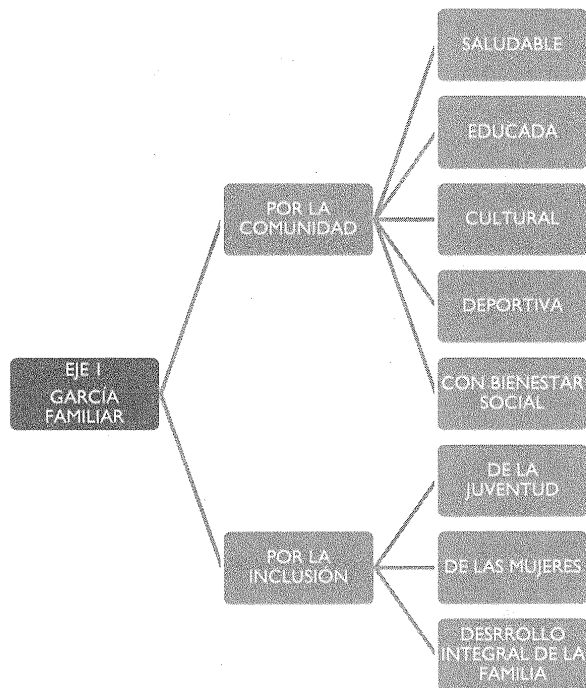 EJE I
GARCÍA
FAMILIAR
POR LA
COMUNIDAD
SALUDABLE
EDUCADA
CULTURAL
DEPORTIVA
CON BIENESTAR
SOCIAL
POR LA
INCLUSIÓN
DE LA
JUVENTUD
DE LAS MUJERES
DESRROLLO
INTEGRAL DE LA
FAMILIA